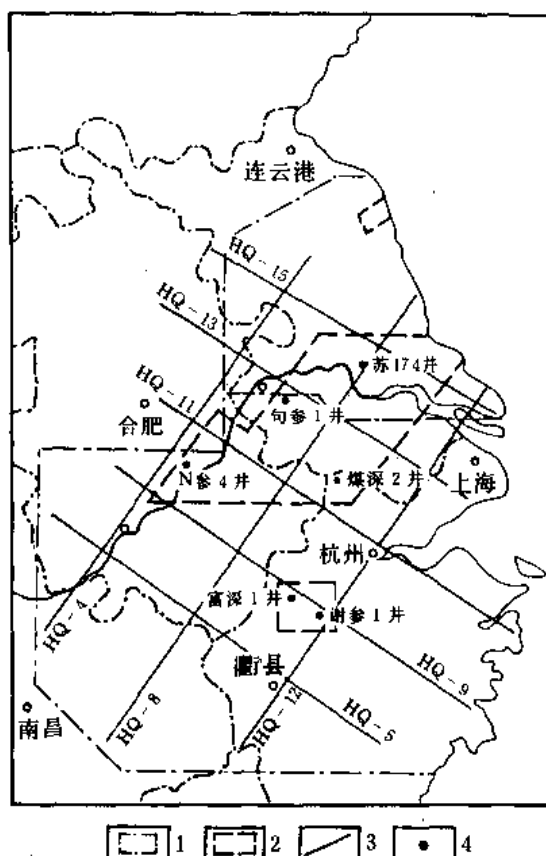 连云港
HQ-15
HQ-13
苏174井
HQ-11
合肥
句参1井
N参4井
煤深2井
上海
杭州
富深1井
谢参1井
HQ-4
衢县
HQ-9
南昌
HQ-8
HQ-12
HQ-5
1 2 3 4